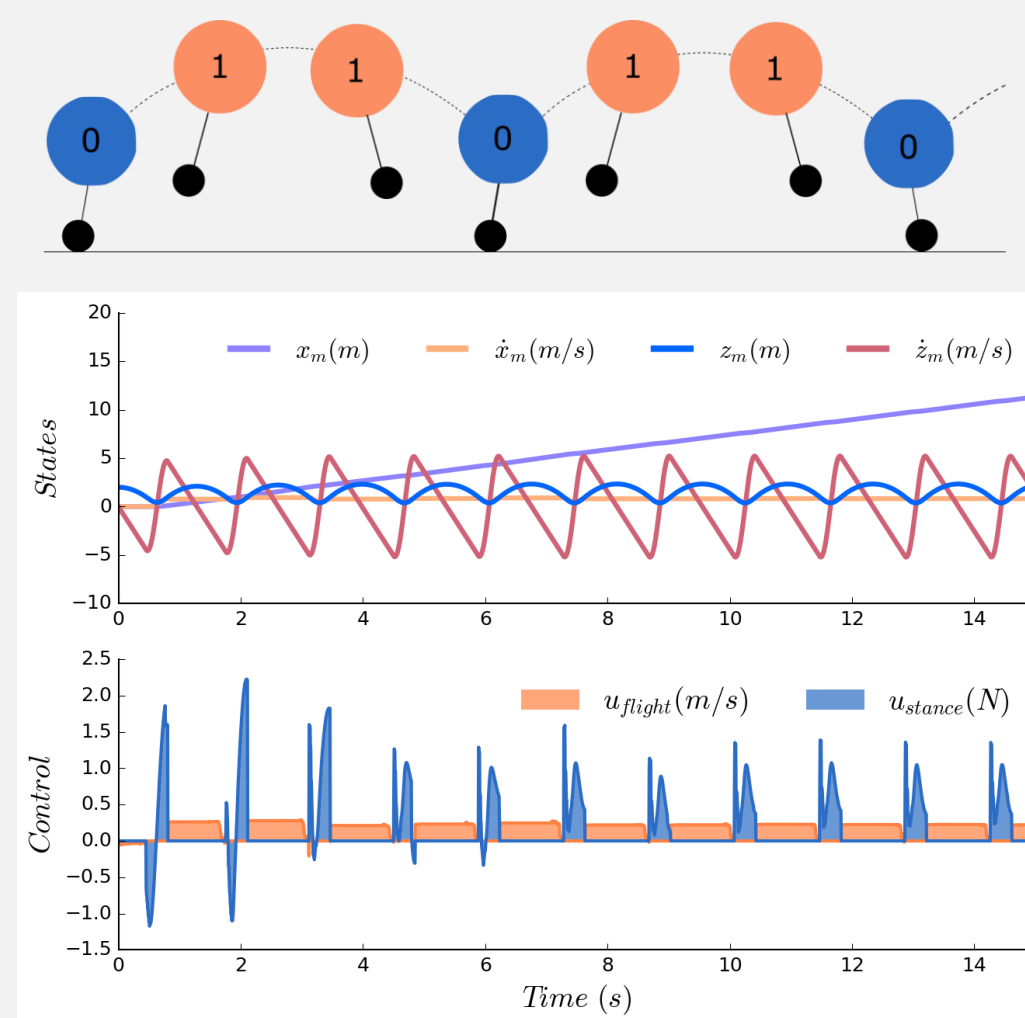 1 1 1 1
0 0 0
20
15
10
5
0
−5
−10
States
x_m(m) ẋ_m(m/s) z_m(m) ż_m(m/s)
0 2 4 6 8 10 12 14
2.5
2.0
1.5
1.0
0.5
0.0
−0.5
−1.0
−1.5
Control
u_flight(m/s) u_stance(N)
0 2 4 6 8 10 12 14
Time (s)